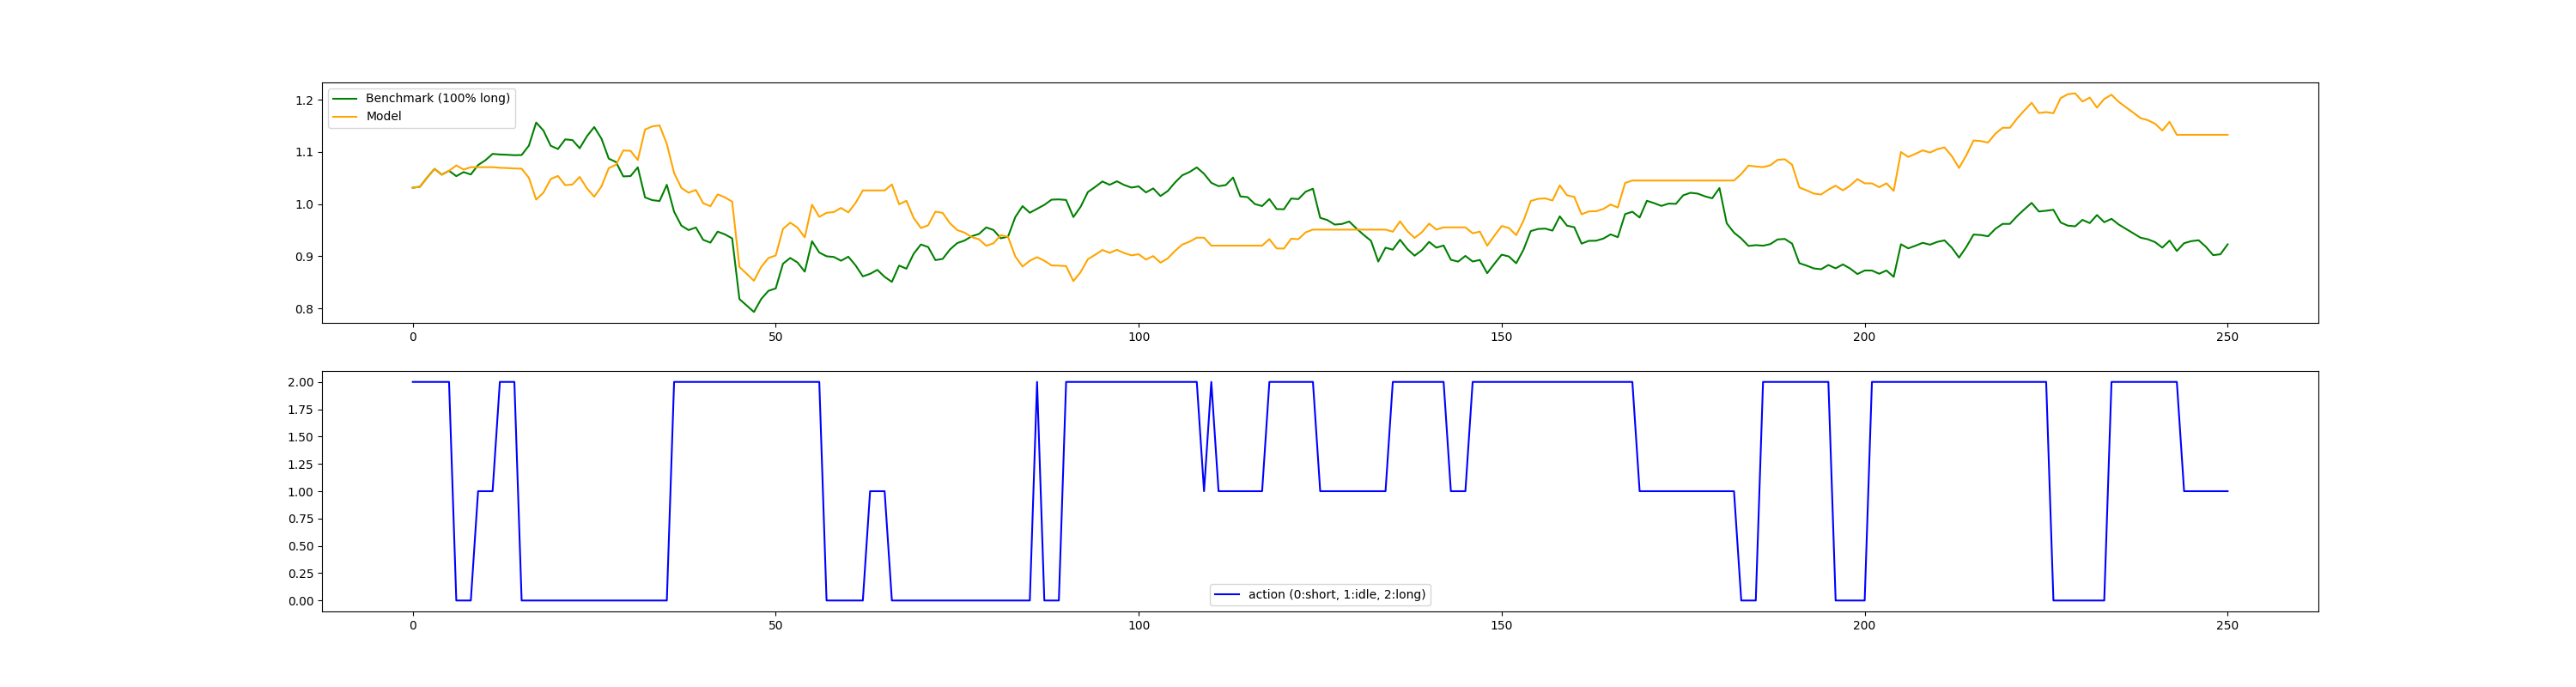 1.2
1.1
1.0
0.9
0.8
Benchmark (100% long)
Model
0 50 100 150 200 250
2.00
1.75
1.50
1.25
1.00
0.75
0.50
0.25
0.00
action (0:short, 1:idle, 2:long)
0 50 100 150 200 250